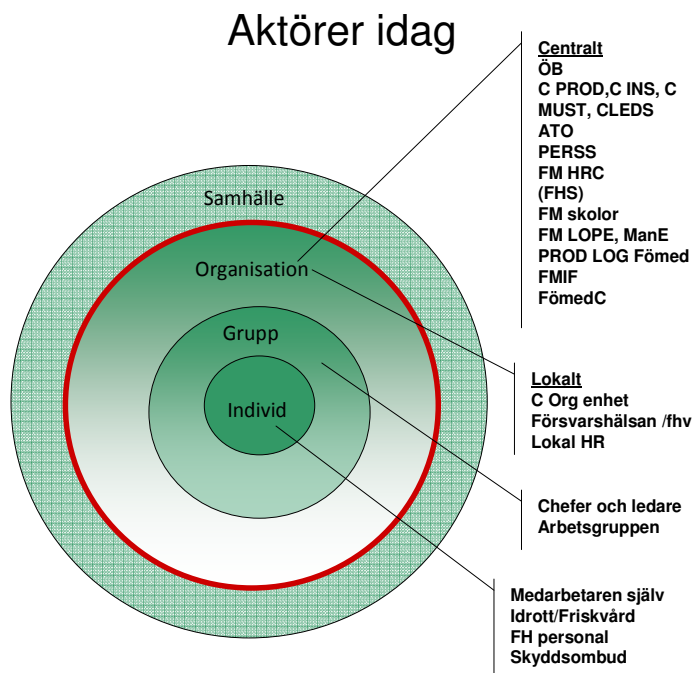 Aktörer idag
Samhälle
Organisation
Grupp
Individ
Centralt
ÖB
C PROD,C INS, C
MUST, CLEDS
ATO
PERSS
FM HRC
(FHS)
FM skolor
FM LOPE, ManE
PROD LOG Fömed
FMIF
FömedC
Lokalt
C Org enhet
Försvarshälsan /fhv
Lokal HR
Chefer och ledare
Arbetsgruppen
Medarbetaren själv
Idrott/Friskvård
FH personal
Skyddsombud